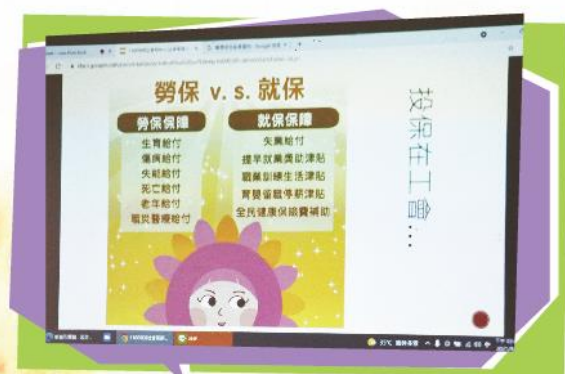 勞保 v. s. 就保
勞保保障
生育給付
傷病給付
失能給付
死亡給付
老年給付
職災醫療給付
就保保障
失業給付
提早就業獎助津貼
職業訓練生活津貼
育嬰留職停薪津貼
全民健康保險費補助
投保在工會…